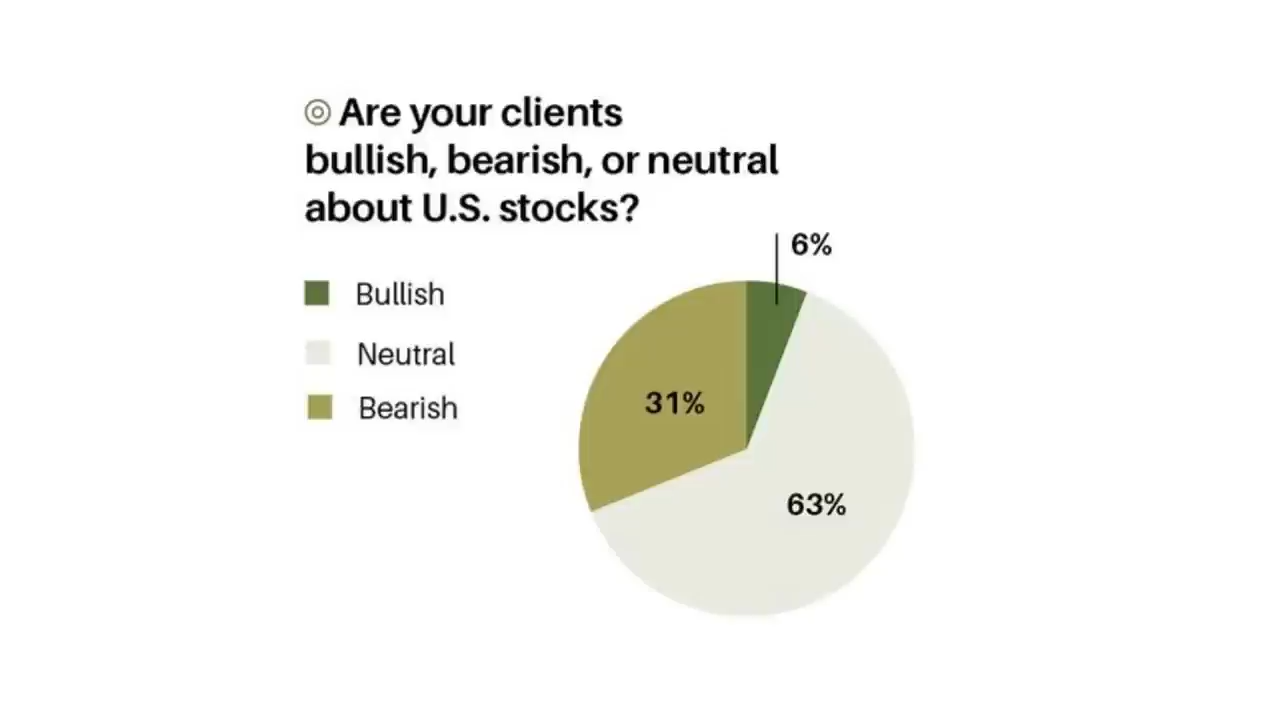 Are your clients
bullish, bearish, or neutral
about U.S. stocks?
6%
Bullish
Neutral
Bearish
31%
63%